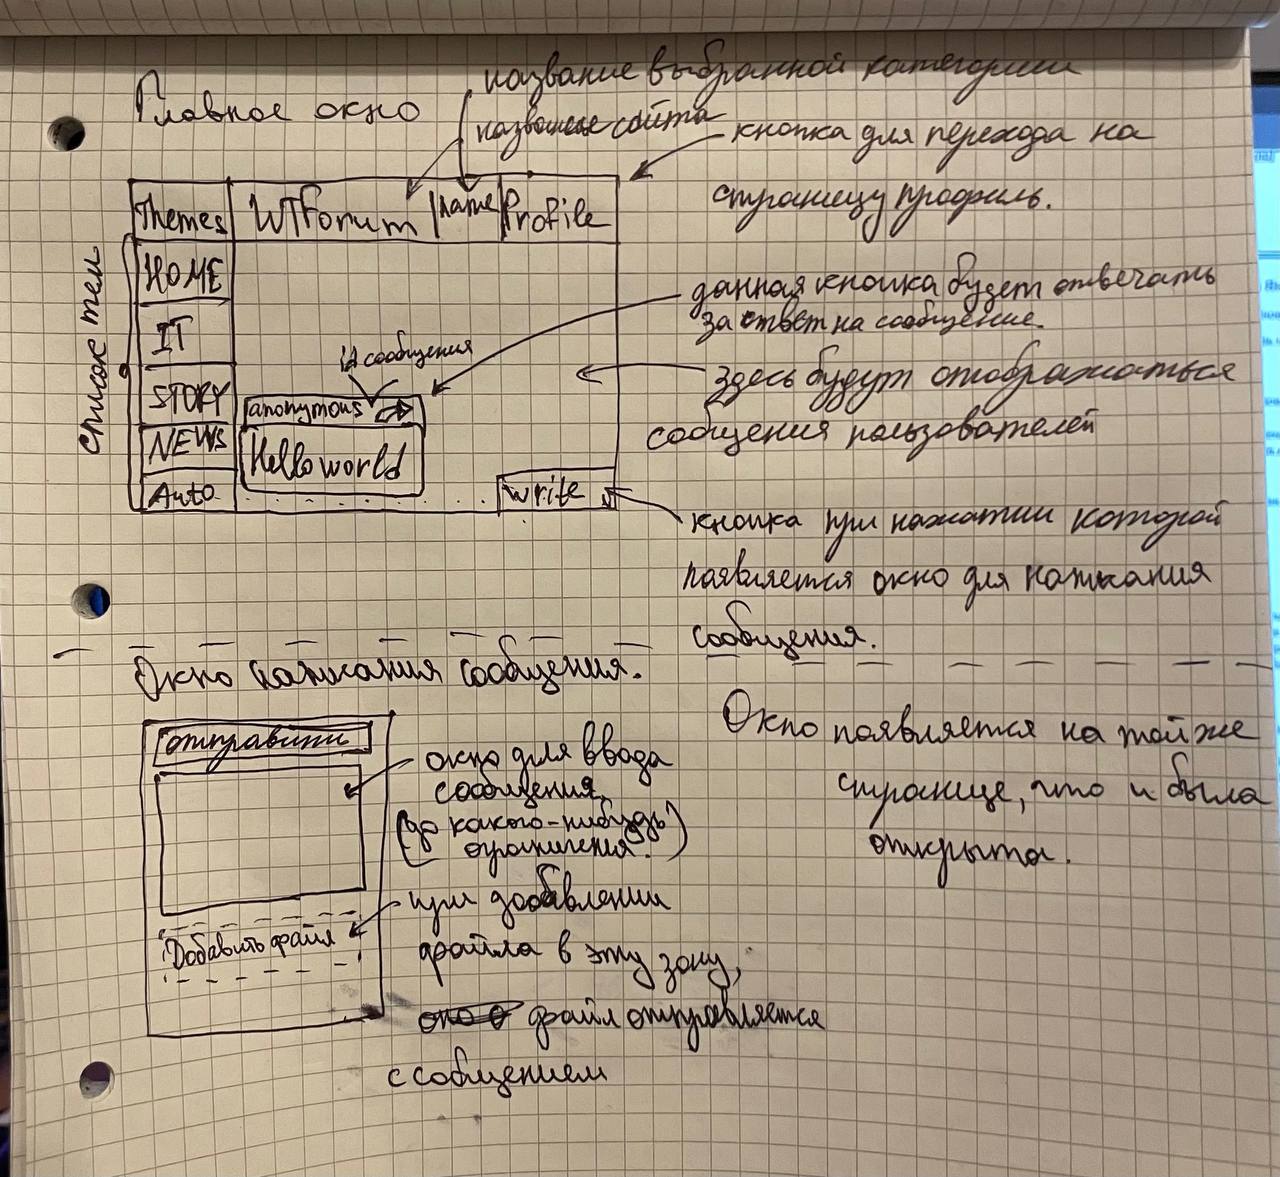 название выбранной категории
Главное окно
название сайта
кнопка для перехода на
страницу профиль.
Themes
WTForum
name
Profile
Список тем
HOME
IT
STORY
NEWS
Auto
данная кнопка будет отвечать
за ответ на сообщение.
id сообщения
здесь будут отображаться
сообщения пользователей
anonymous
Hello world
write
кнопка при нажатии которой
появляется окно для написания
сообщения.
Окно написания сообщения.
отправить
окно для ввода
сообщения
(до какого-нибудь
ограничения.)
Добавить файл
при добавлении
файла в эту зону,
файл отправляется
с сообщением
Окно появляется на той же
странице, что и была
открыта.